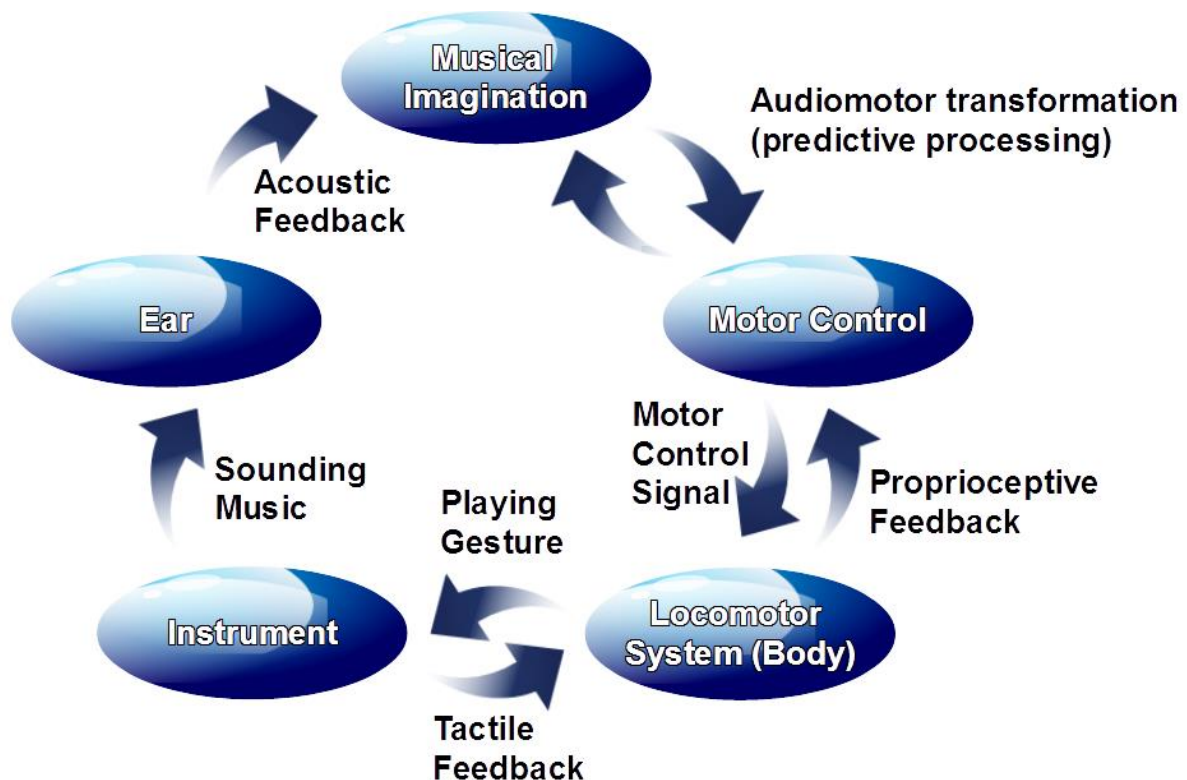 Musical
Imagination
Audiomotor transformation
(predictive processing)
Acoustic
Feedback
Ear
Motor Control
Motor
Control
Signal
Proprioceptive
Feedback
Sounding
Music
Playing
Gesture
Instrument
Locomotor
System (Body)
Tactile
Feedback